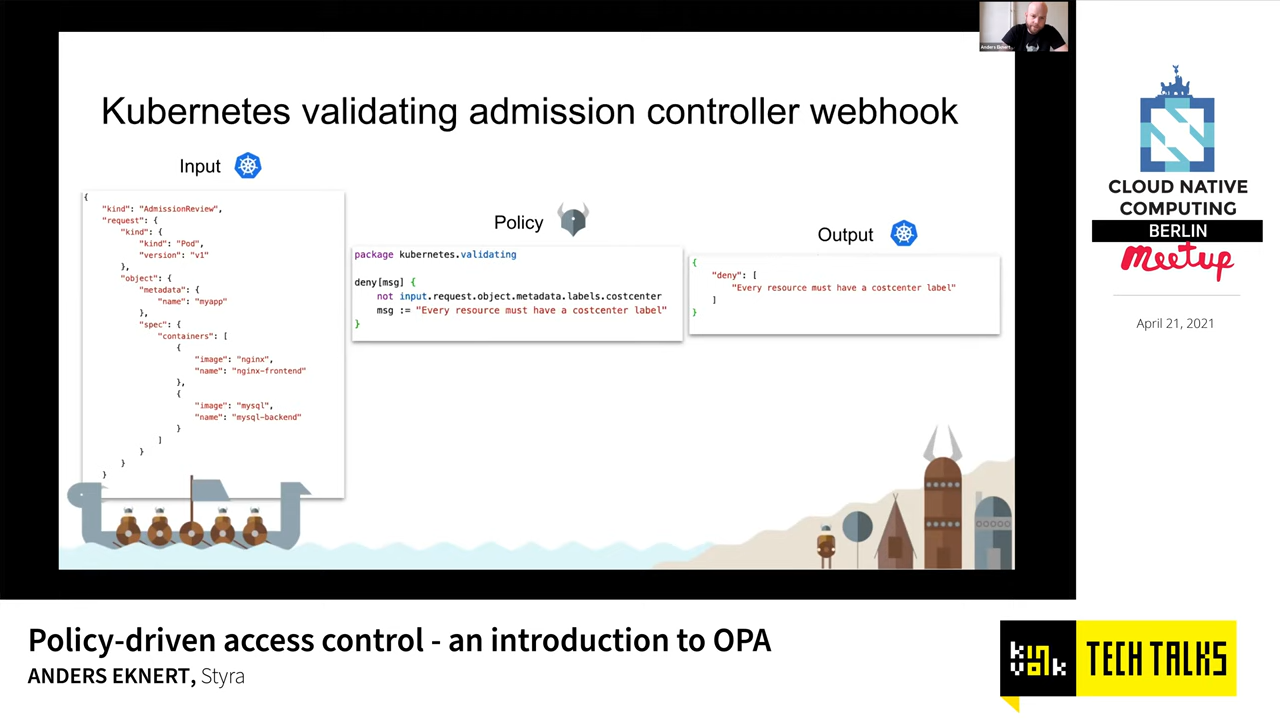 Anders Eknert
Kubernetes validating admission controller webhook
Input
{
"kind": "AdmissionReview",
"request": {
"kind": {
"kind": "Pod",
"version": "v1"
},
"object": {
"metadata": {
"name": "myapp"
},
"spec": {
"containers": [
{
"image": "nginx",
"name": "nginx-frontend"
},
{
"image": "mysql",
"name": "mysql-backend"
}
]
}
}
}
Policy
package kubernetes.validating
deny[msg] {
not input.request.object.metadata.labels.costcenter
msg := "Every resource must have a costcenter label"
}
Output
{
"deny": [
"Every resource must have a costcenter label"
]
}
CLOUD NATIVE
COMPUTING
BERLIN
Meetup
April 21, 2021
Policy-driven access control - an introduction to OPA
ANDERS EKNERT, Styra
kinvolk
TECH TALKS